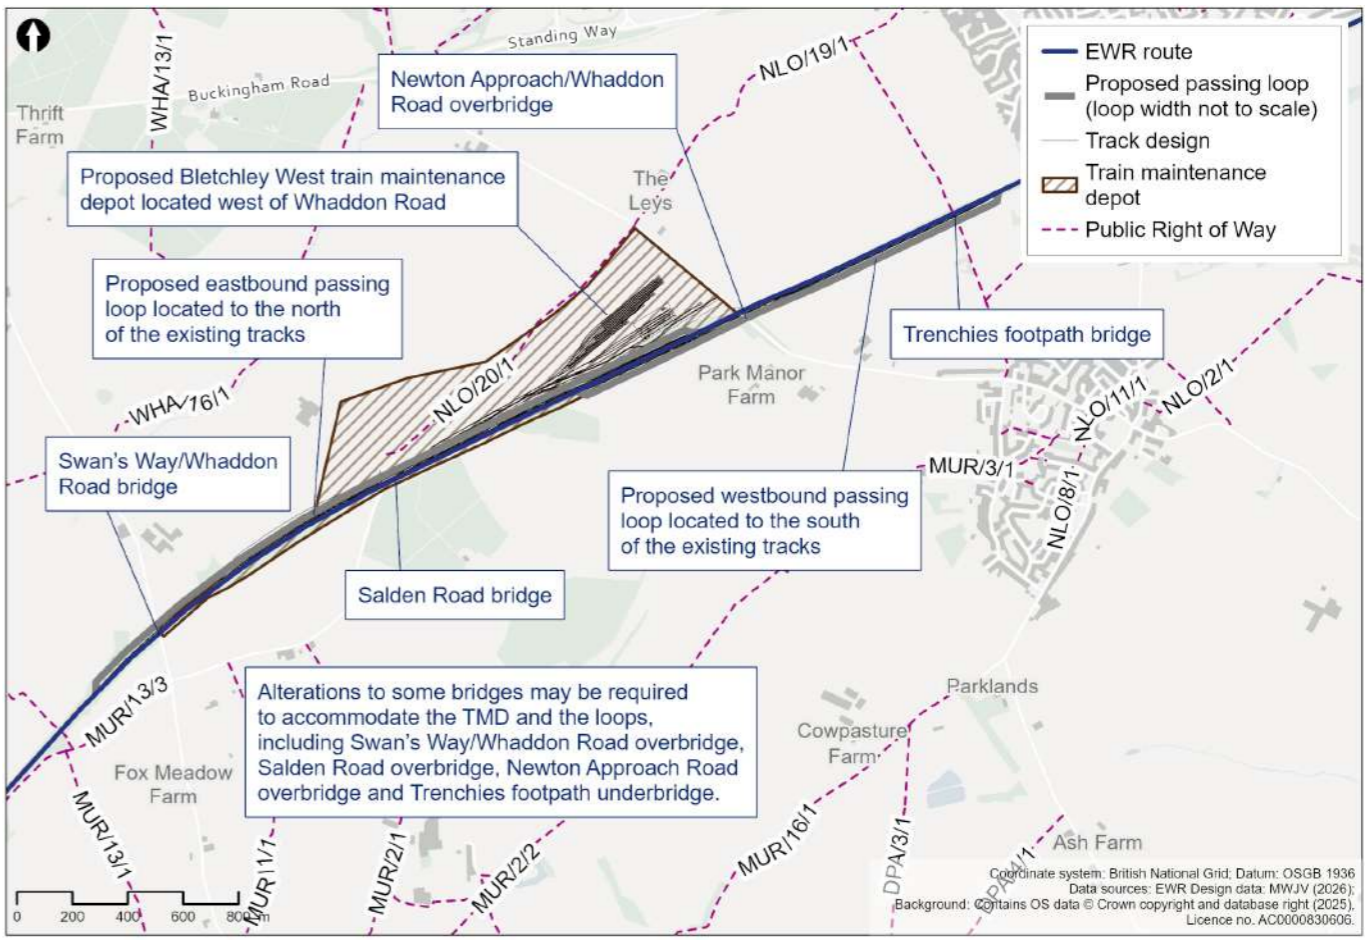 Standing Way
Buckingham Road
WHA/13/1
Thrift
Farm
Newton Approach/Whaddon
Road overbridge
NLO/19/1
EWR route
Proposed passing loop
(loop width not to scale)
Track design
Train maintenance
depot
Public Right of Way
Proposed Bletchley West train maintenance
depot located west of Whaddon Road
The
Leys
Proposed eastbound passing
loop located to the north
of the existing tracks
Trenchies footpath bridge
NLO/20/1
Park Manor
Farm
WHA/16/1
NLO/11/1
NLO/2/1
Swan's Way/Whaddon
Road bridge
MUR/3/1
NLO/8/1
Proposed westbound passing
loop located to the south
of the existing tracks
Salden Road bridge
MUR/13/3
Alterations to some bridges may be required
to accommodate the TMD and the loops,
including Swan's Way/Whaddon Road overbridge,
Salden Road overbridge, Newton Approach Road
overbridge and Trenchies footpath underbridge.
Parklands
Cowpasture
Farm
Fox Meadow
Farm
MUR/13/1
MUR/1/1
MUR/2/1
MUR/2/2
MUR/16/1
DPA/3/1
DPA/4/1
Ash Farm
0 200 400 600 800 m
Coordinate system: British National Grid; Datum: OSGB 1936
Data sources: EWR Design data: MWJV (2026);
Background: Contains OS data © Crown copyright and database right (2025),
Licence no. AC0000830606.